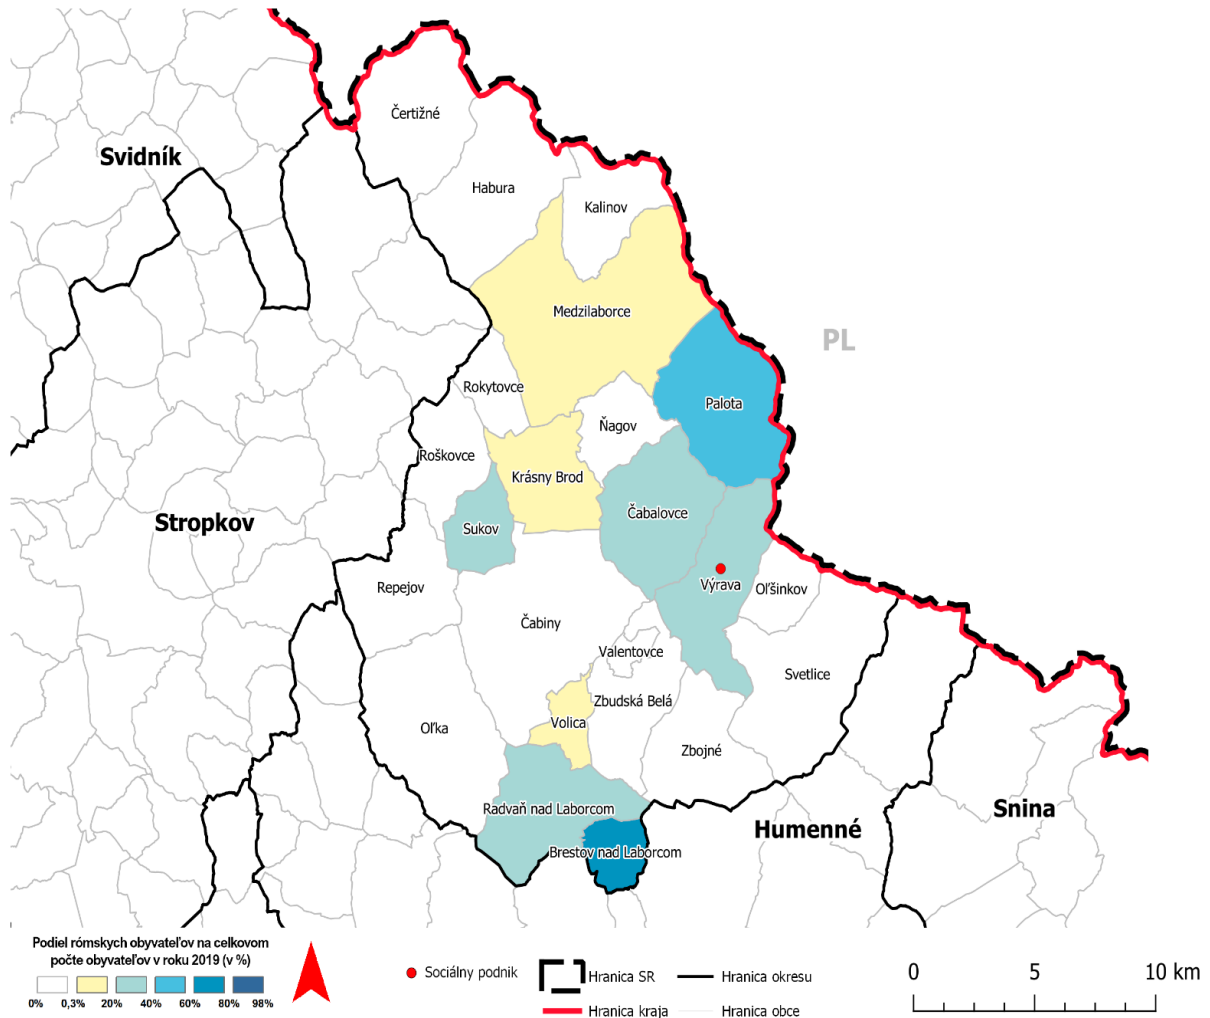 Čertižné
Svidník
Habura
Kalinov
Medzilaborce
PL
Rokytovce
Palota
Ňagov
Roškovce
Krásny Brod
Čabalovce
Stropkov
Sukov
Výrava
Oľšinkov
Repejov
Čabiny
Valentovce
Svetlice
Zbudská Belá
Volica
Oľka
Zbojné
Radvaň nad Laborcom
Snina
Humenné
Brestov nad Laborcom
Podiel rómskych obyvateľov na celkovom
počte obyvateľov v roku 2019 (v %)
0% 0,3% 20% 40% 60% 80% 98%
Sociálny podnik
Hranica SR
Hranica kraja
Hranica okresu
Hranica obce
0 5 10 km